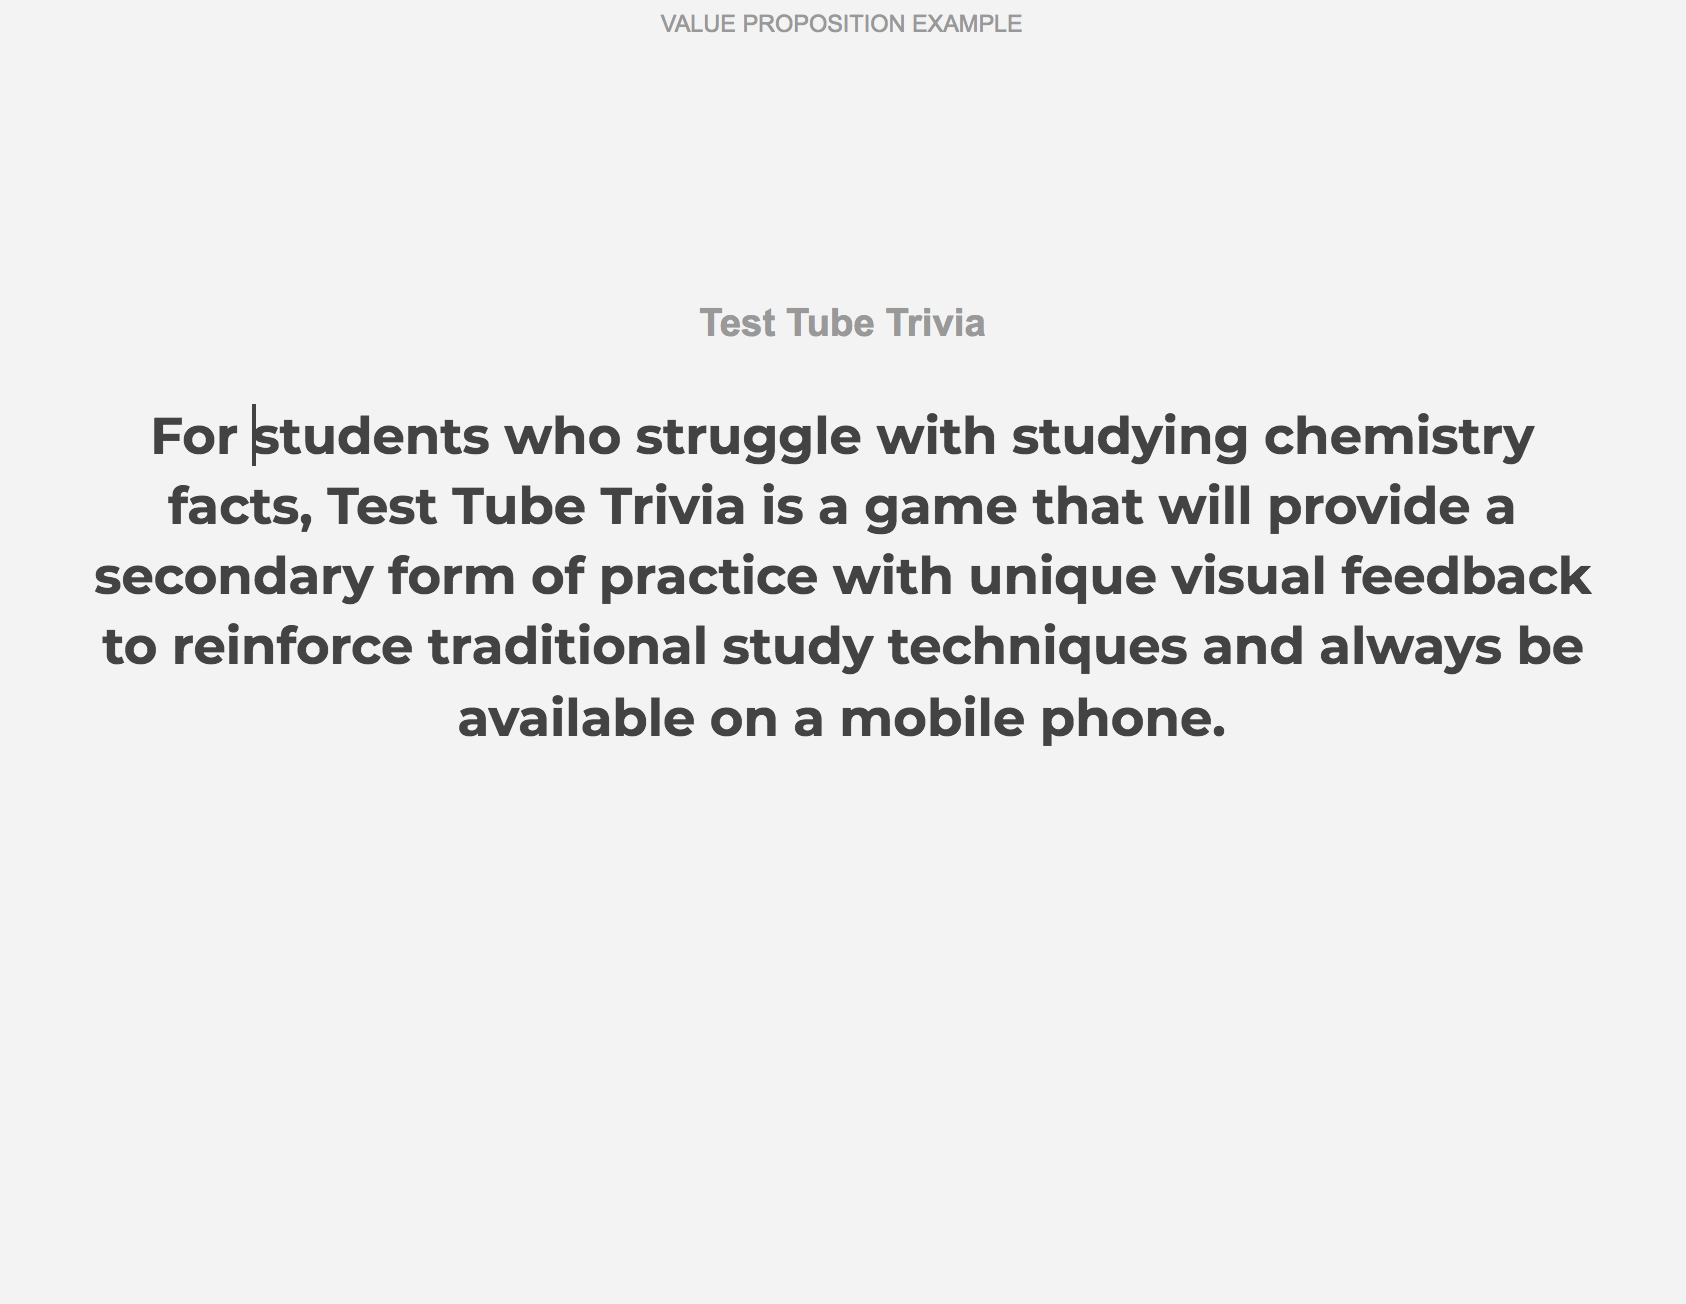 VALUE PROPOSITION EXAMPLE
Test Tube Trivia
For students who struggle with studying chemistry
facts, Test Tube Trivia is a game that will provide a
secondary form of practice with unique visual feedback
to reinforce traditional study techniques and always be
available on a mobile phone.